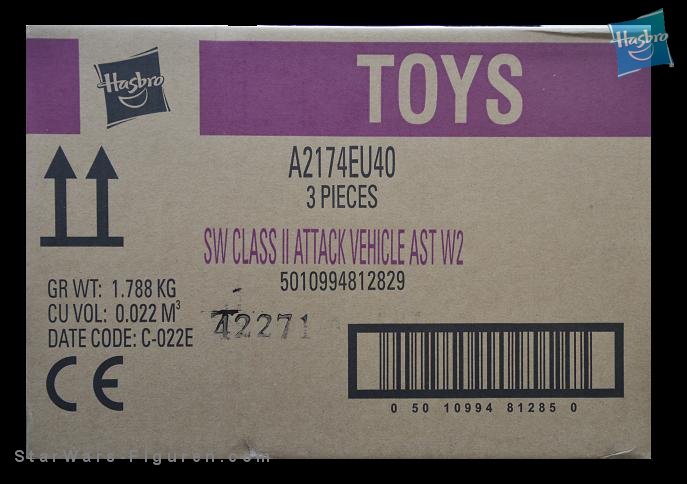 Hasbro
Hasbro
TOYS
A2174EU40
3 PIECES
SW CLASS II ATTACK VEHICLE AST W2
5010994812829
GR WT: 1.788 KG
CU VOL: 0.022 M³
DATE CODE: C-022E
42271
CE
0 50 10994 81285 0
StarWars-Figuren.com